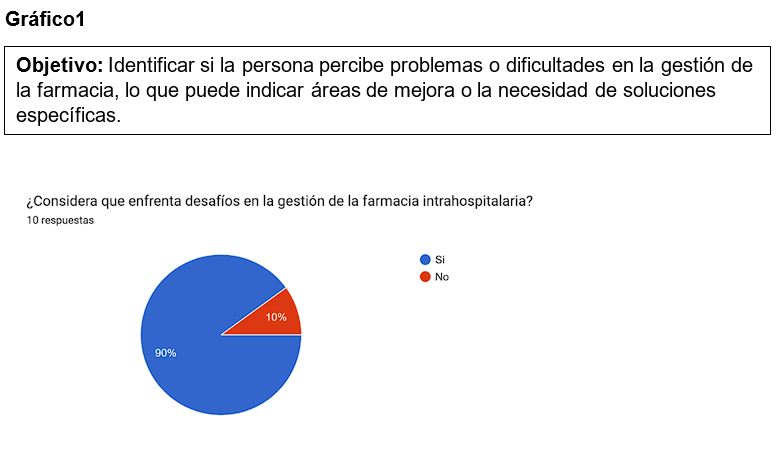 Gráfico1
Objetivo: Identificar si la persona percibe problemas o dificultades en la gestión de
la farmacia, lo que puede indicar áreas de mejora o la necesidad de soluciones
específicas.
¿Considera que enfrenta desafíos en la gestión de la farmacia intrahospitalaria?
10 respuestas
Si
No
10%
90%